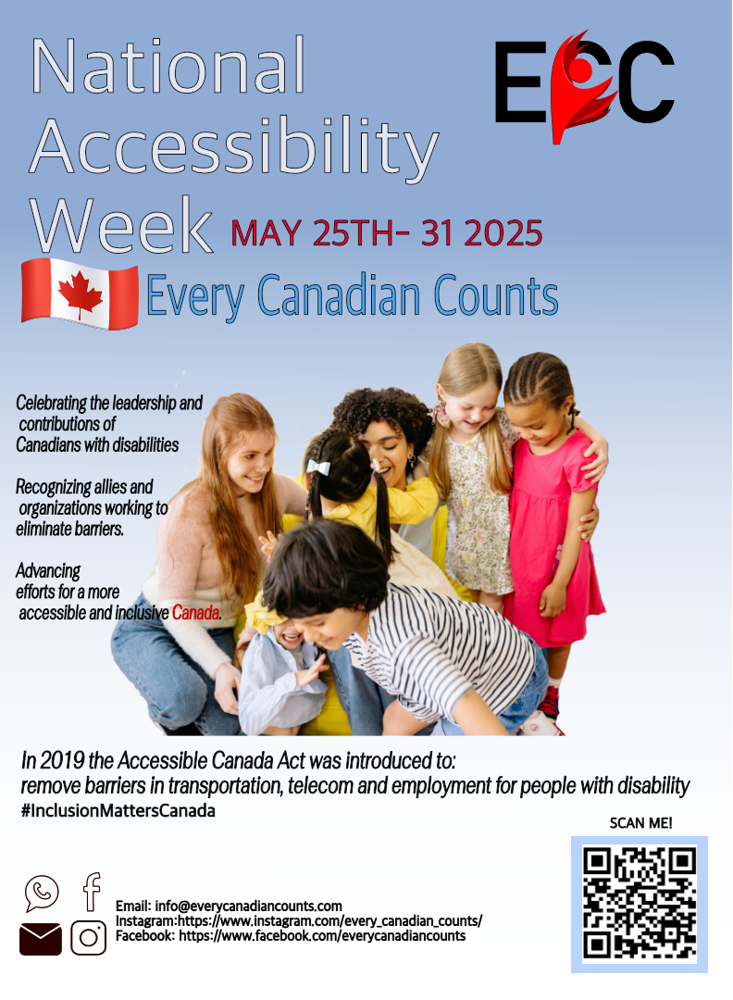 National
Accessibility
Week
ECC
MAY 25TH- 31 2025
Every Canadian Counts
Celebrating the leadership and
contributions of
Canadians with disabilities
Recognizing allies and
organizations working to
eliminate barriers.
Advancing
efforts for a more
accessible and inclusive Canada.
In 2019 the Accessible Canada Act was introduced to:
remove barriers in transportation, telecom and employment for people with disability
#InclusionMattersCanada
SCAN ME!
Email: info@everycanadiancounts.com
Instagram:https://www.instagram.com/every_canadian_counts/
Facebook: https://www.facebook.com/everycanadiancounts